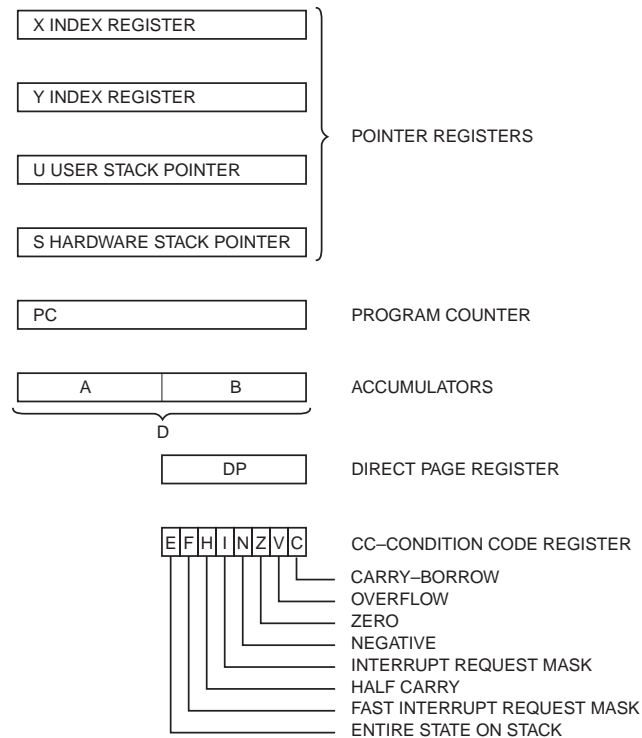 X INDEX REGISTER
Y INDEX REGISTER
POINTER REGISTERS
U USER STACK POINTER
S HARDWARE STACK POINTER
PC PROGRAM COUNTER
A B ACCUMULATORS
D
DP DIRECT PAGE REGISTER
E F H I N Z V C CC–CONDITION CODE REGISTER
CARRY–BORROW
OVERFLOW
ZERO
NEGATIVE
INTERRUPT REQUEST MASK
HALF CARRY
FAST INTERRUPT REQUEST MASK
ENTIRE STATE ON STACK